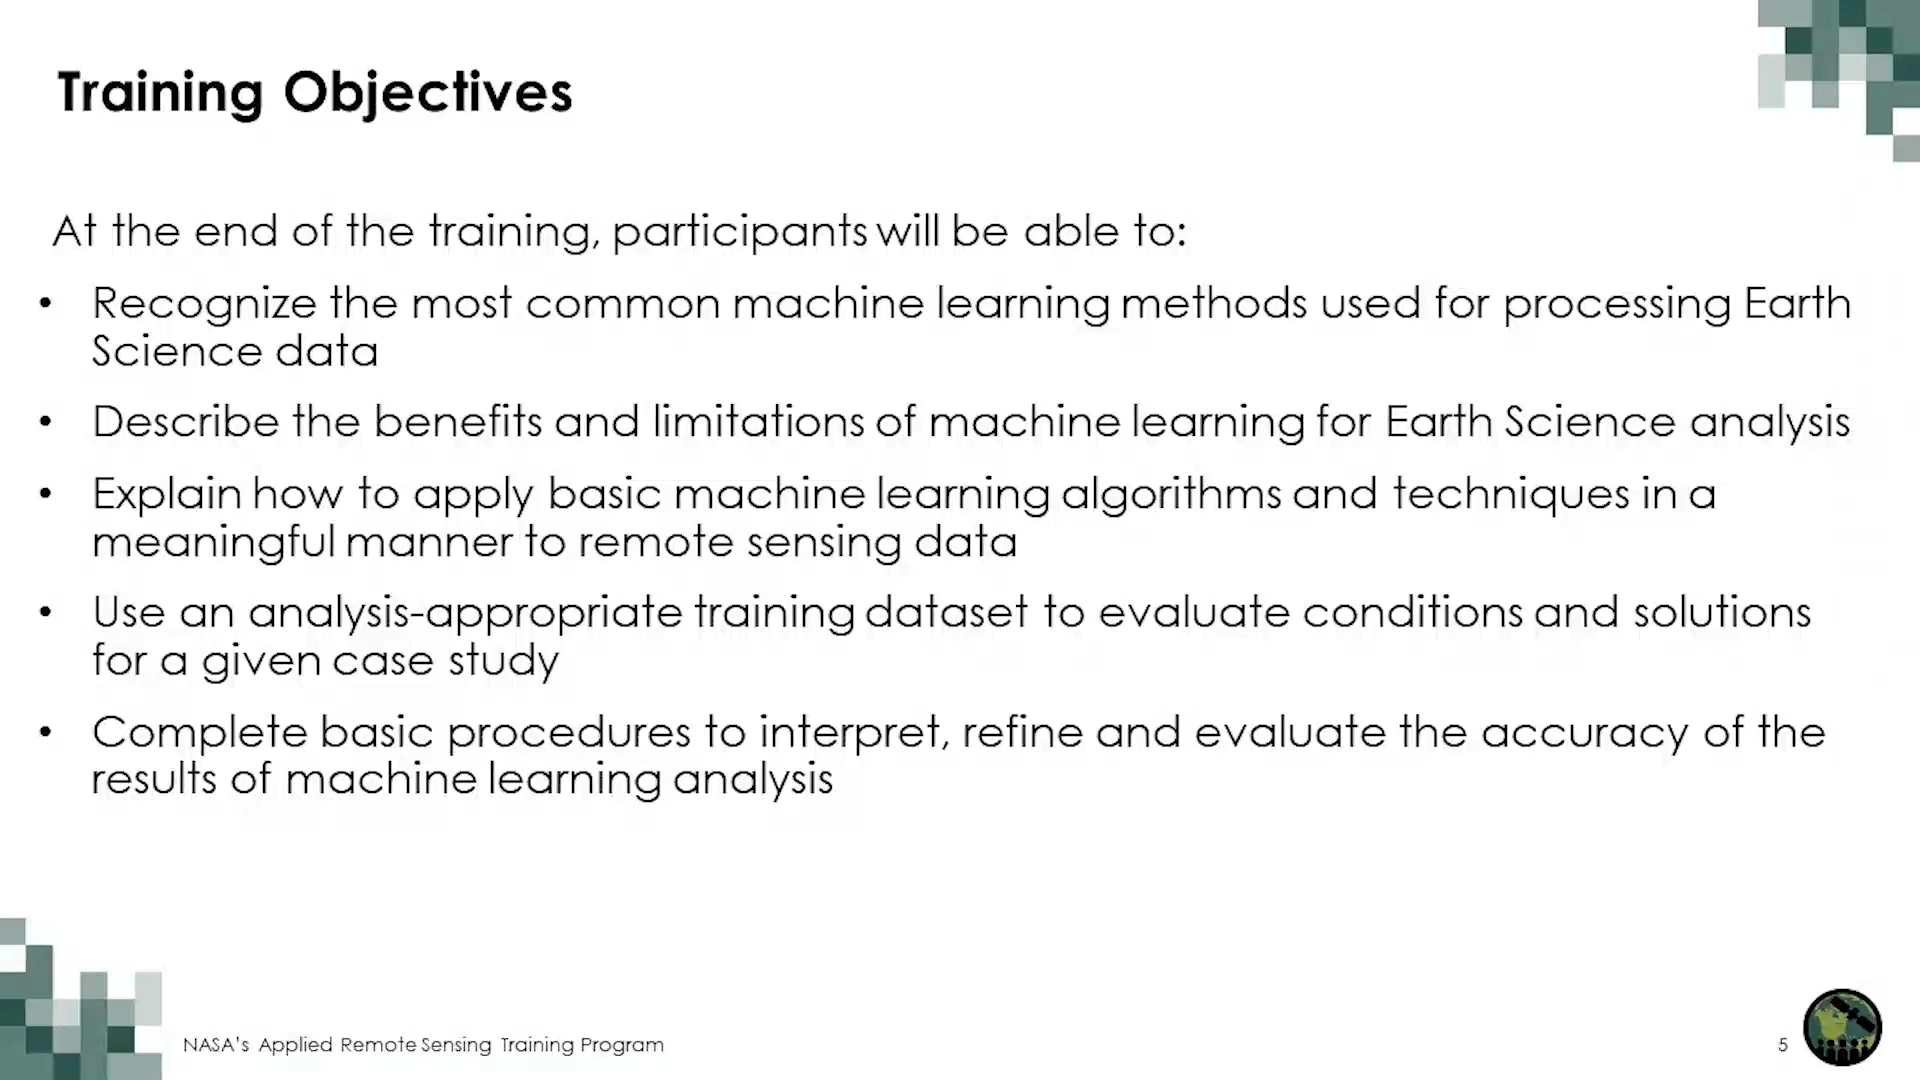 Training Objectives
At the end of the training, participants will be able to:
• Recognize the most common machine learning methods used for processing Earth
Science data
• Describe the benefits and limitations of machine learning for Earth Science analysis
• Explain how to apply basic machine learning algorithms and techniques in a
meaningful manner to remote sensing data
• Use an analysis-appropriate training dataset to evaluate conditions and solutions
for a given case study
• Complete basic procedures to interpret, refine and evaluate the accuracy of the
results of machine learning analysis
NASA's Applied Remote Sensing Training Program
5